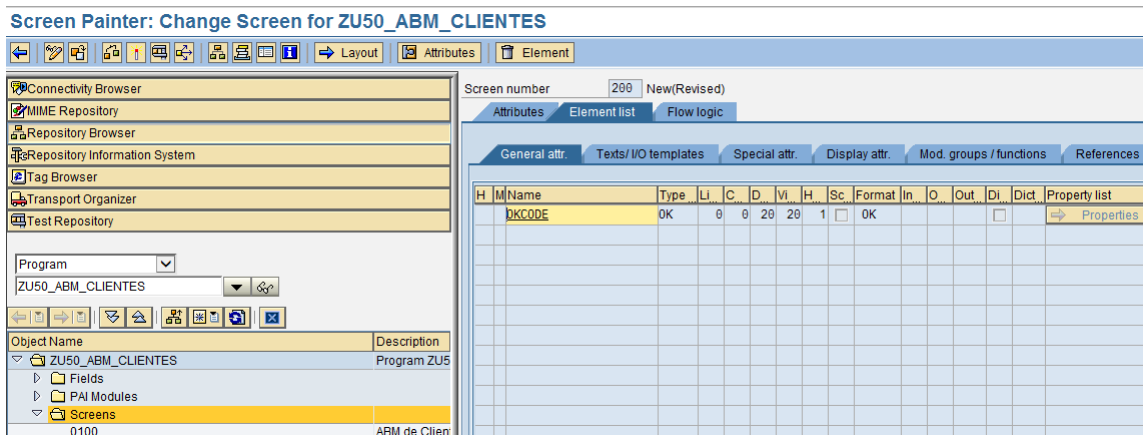 Screen Painter: Change Screen for ZU50_ABM_CLIENTES
Layout Attributes Element
Connectivity Browser
MIME Repository
Repository Browser
Repository Information System
Tag Browser
Transport Organizer
Test Repository
Program
ZU50_ABM_CLIENTES
Object Name Description
ZU50_ABM_CLIENTES Program ZU5
Fields
PAI Modules
Screens
0100 ABM de Clien
Screen number 200 New(Revised)
Attributes Element list Flow logic
General attr. Texts/ I/O templates Special attr. Display attr. Mod. groups / functions References
H M Name Type ... Li... C... D... Vi... H... Sc... Format In... O... Out... Di... Dict... Property list
OKCODE OK 0 0 20 20 1 OK Properties